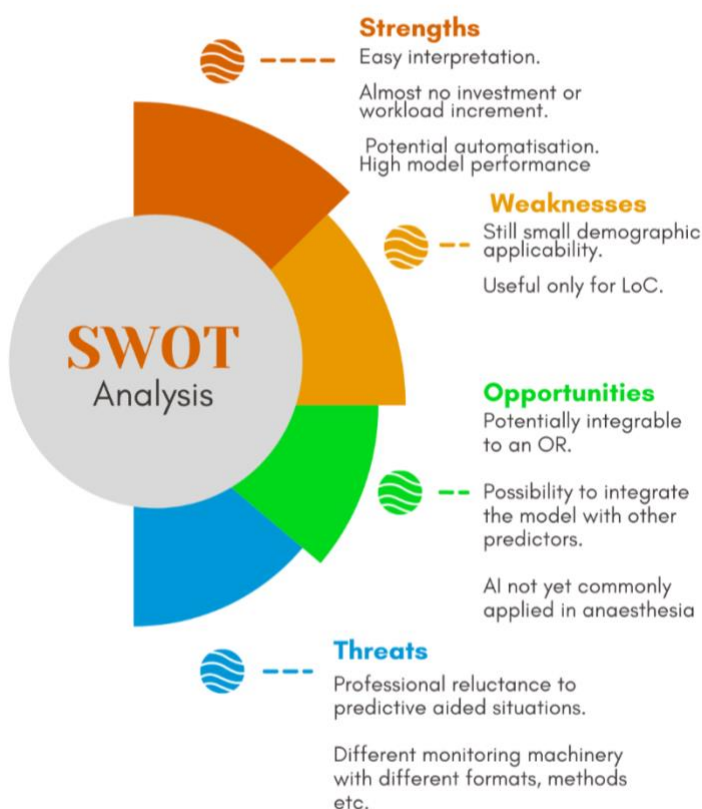 Strengths
Easy interpretation.
Almost no investment or
workload increment.
Potential automatisation.
High model performance
Weaknesses
Still small demographic
applicability.
Useful only for LoC.
SWOT
Analysis
Opportunities
Potentially integrable
to an OR.
Possibility to integrate
the model with other
predictors.
AI not yet commonly
applied in anaesthesia
Threats
Professional reluctance to
predictive aided situations.
Different monitoring machinery
with different formats, methods
etc.